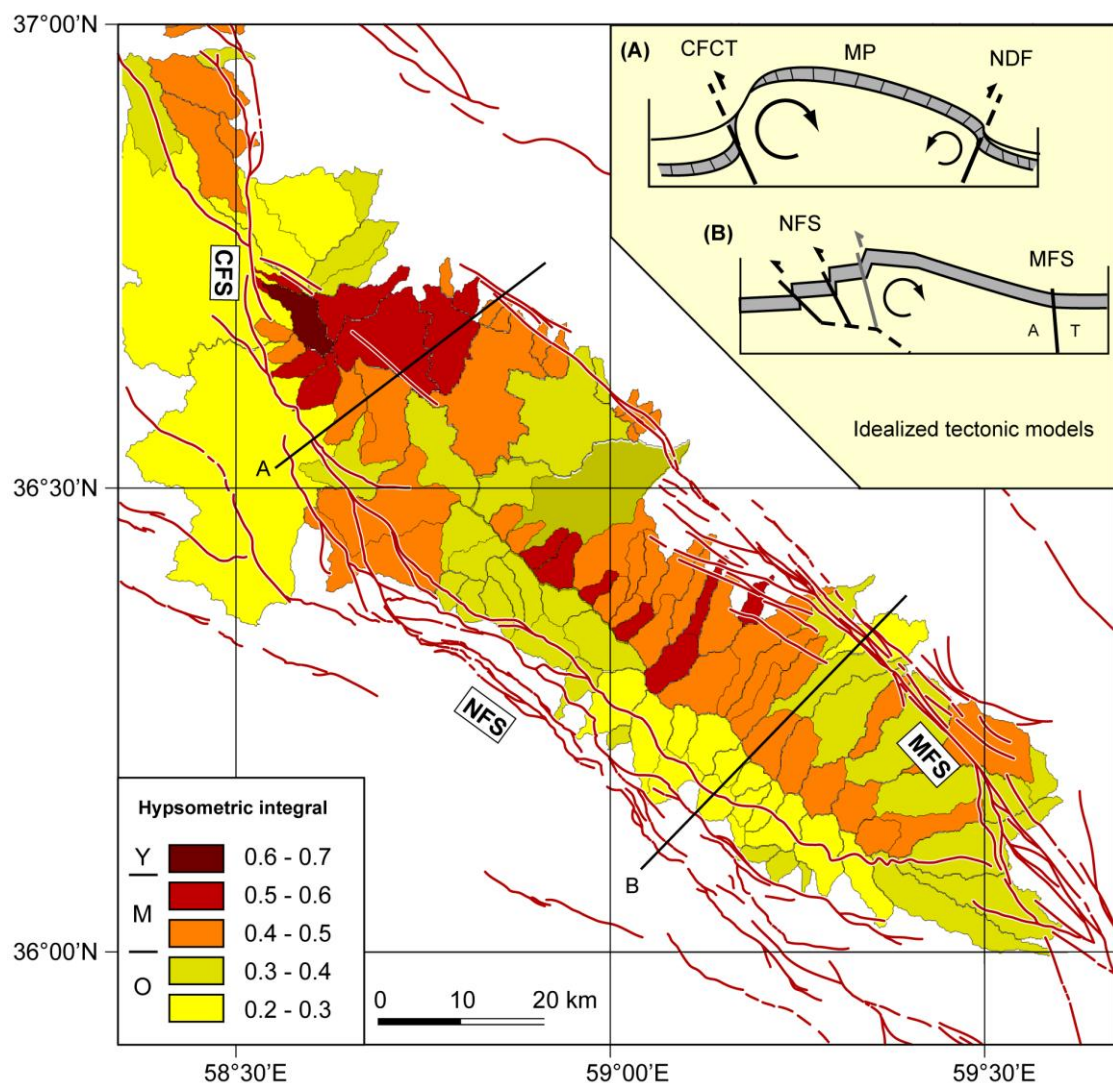 37°00'N
36°30'N
36°00'N
58°30'E
59°00'E
59°30'E
(A)
CFCT
MP
NDF
(B)
NFS
MFS
A T
Idealized tectonic models
CFS
A
NFS
MFS
B
Hypsometric integral
Y
M
O
0.6 - 0.7
0.5 - 0.6
0.4 - 0.5
0.3 - 0.4
0.2 - 0.3
0 10 20 km